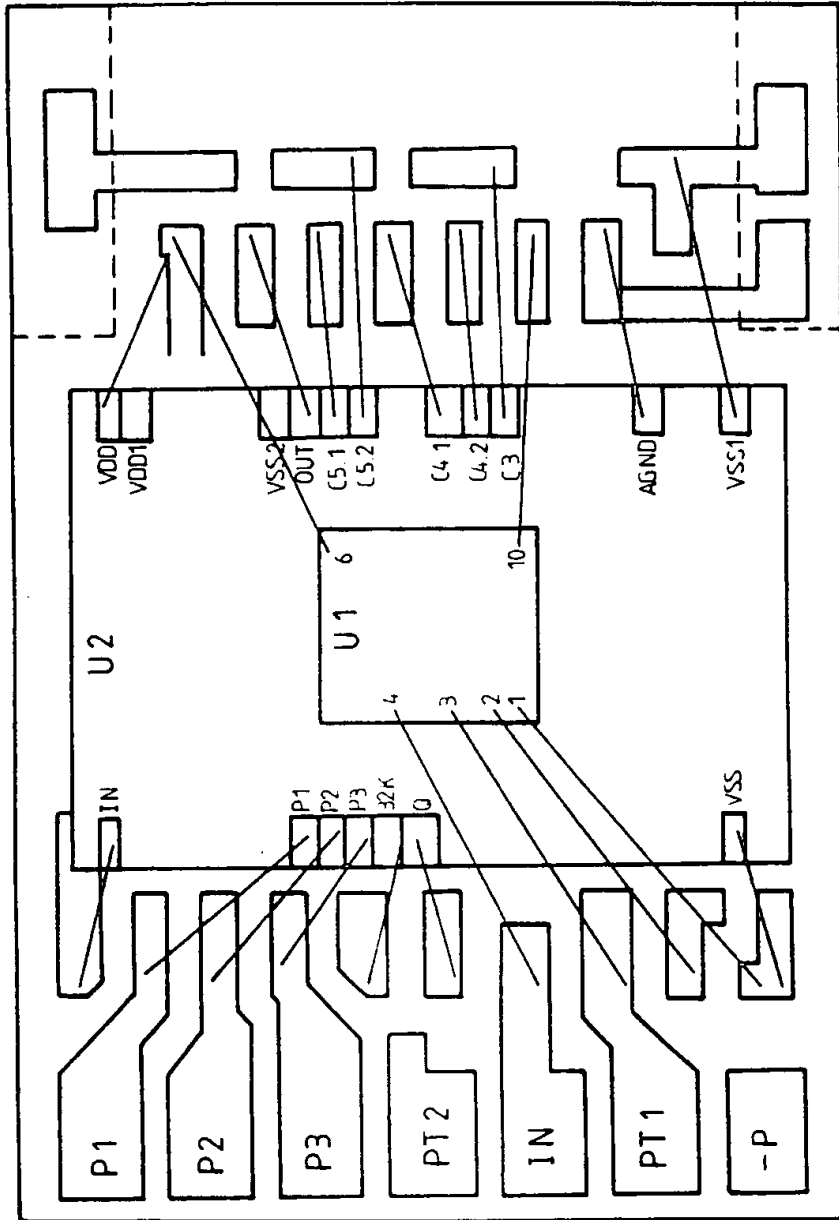 -P
PT1
IN
PT2
P3
P2
P1
VSS
Q
32K
P3
P2
P1
IN
1
2
3
4
U1
U2
10
6
VSS1
AGND
C3
C4.2
C4.1
C5.2
C5.1
OUT
VSS2
VDD1
VDD